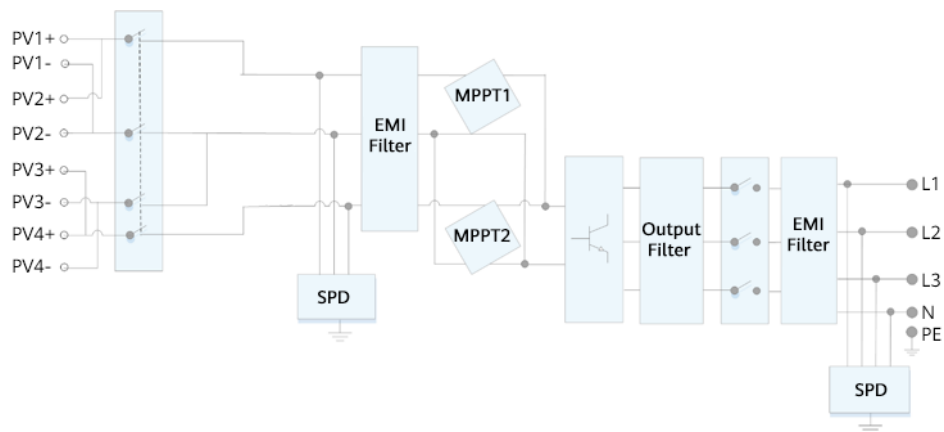 PV1+
PV1-
PV2+
PV2-
PV3+
PV3-
PV4+
PV4-
EMI
Filter
SPD
MPPT1
MPPT2
Output
Filter
EMI
Filter
L1
L2
L3
N
PE
SPD